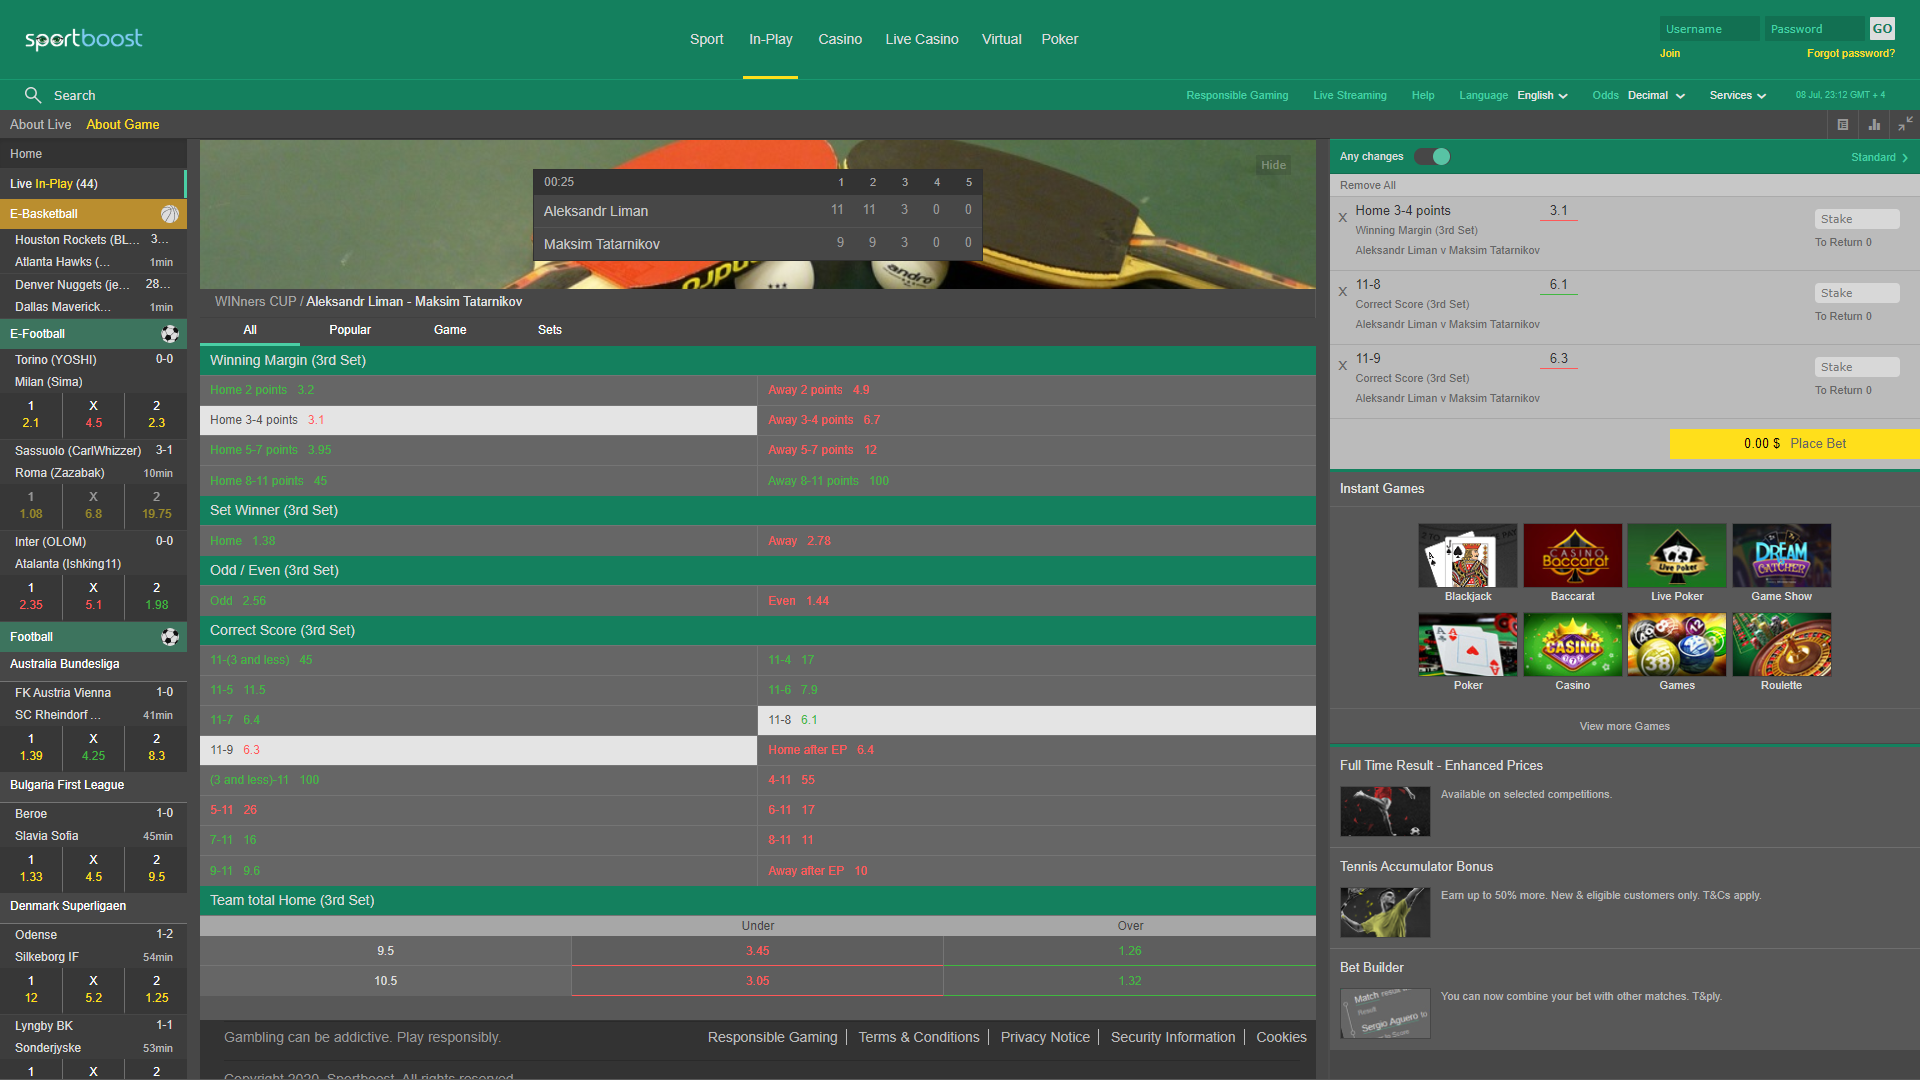 sportboost
Sport In-Play Casino Live Casino Virtual Poker
Username Password GO
Join Forgot password?
Search
Responsible Gaming Live Streaming Help Language English Odds Decimal Services 08 Jul, 23:12 GMT + 4
About Live About Game
Home
Live In-Play (44)
E-Basketball
Houston Rockets (BL... 3...
Atlanta Hawks (... 1min
Denver Nuggets (je... 28...
Dallas Maverick... 1min
E-Football
Torino (YOSHI) 0-0
Milan (Sima)
1 X 2
2.1 4.5 2.3
Sassuolo (CarlWhizzer) 3-1
Roma (Zazabak) 10min
1 X 2
1.08 6.8 19.75
Inter (OLOM) 0-0
Atalanta (Ishking11)
1 X 2
2.35 5.1 1.98
Football
Australia Bundesliga
FK Austria Vienna 1-0
SC Rheindorf ... 41min
1 X 2
1.39 4.25 8.3
Bulgaria First League
Beroe 1-0
Slavia Sofia 45min
1 X 2
1.33 4.5 9.5
Denmark Superligaen
Odense 1-2
Silkeborg IF 54min
1 X 2
12 5.2 1.25
Lyngby BK 1-1
Sonderjyske 53min
1 X 2
Hide
00:25 1 2 3 4 5
Aleksandr Liman 11 11 3 0 0
Maksim Tatarnikov 9 9 3 0 0
andro
WINners CUP / Aleksandr Liman - Maksim Tatarnikov
All Popular Game Sets
Winning Margin (3rd Set)
Home 2 points 3.2 Away 2 points 4.9
Home 3-4 points 3.1 Away 3-4 points 6.7
Home 5-7 points 3.95 Away 5-7 points 12
Home 8-11 points 45 Away 8-11 points 100
Set Winner (3rd Set)
Home 1.38 Away 2.78
Odd / Even (3rd Set)
Odd 2.56 Even 1.44
Correct Score (3rd Set)
11-(3 and less) 45 11-4 17
11-5 11.5 11-6 7.9
11-7 6.4 11-8 6.1
11-9 6.3 Home after EP 6.4
(3 and less)-11 100 4-11 55
5-11 26 6-11 17
7-11 16 8-11 11
9-11 9.6 Away after EP 10
Team total Home (3rd Set)
Under Over
9.5 3.45 1.26
10.5 3.05 1.32
Gambling can be addictive. Play responsibly.
Responsible Gaming Terms & Conditions Privacy Notice Security Information Cookies
Copyright 2020, Sportboost. All rights reserved
Any changes Standard
Remove All
X Home 3-4 points 3.1 Stake
Winning Margin (3rd Set) To Return 0
Aleksandr Liman v Maksim Tatarnikov
X 11-8 6.1 Stake
Correct Score (3rd Set) To Return 0
Aleksandr Liman v Maksim Tatarnikov
X 11-9 6.3 Stake
Correct Score (3rd Set) To Return 0
Aleksandr Liman v Maksim Tatarnikov
0.00 $ Place Bet
Instant Games
CASINO Baccarat Live Poker DREAM CATCHER
Blackjack Baccarat Live Poker Game Show
CASINO 38 12
Poker Casino Games Roulette
View more Games
Full Time Result - Enhanced Prices
Available on selected competitions.
Tennis Accumulator Bonus
Earn up to 50% more. New & eligible customers only. T&Cs apply.
Bet Builder
You can now combine your bet with other matches. T&ply.
Match
Result
Sergio Aguero to